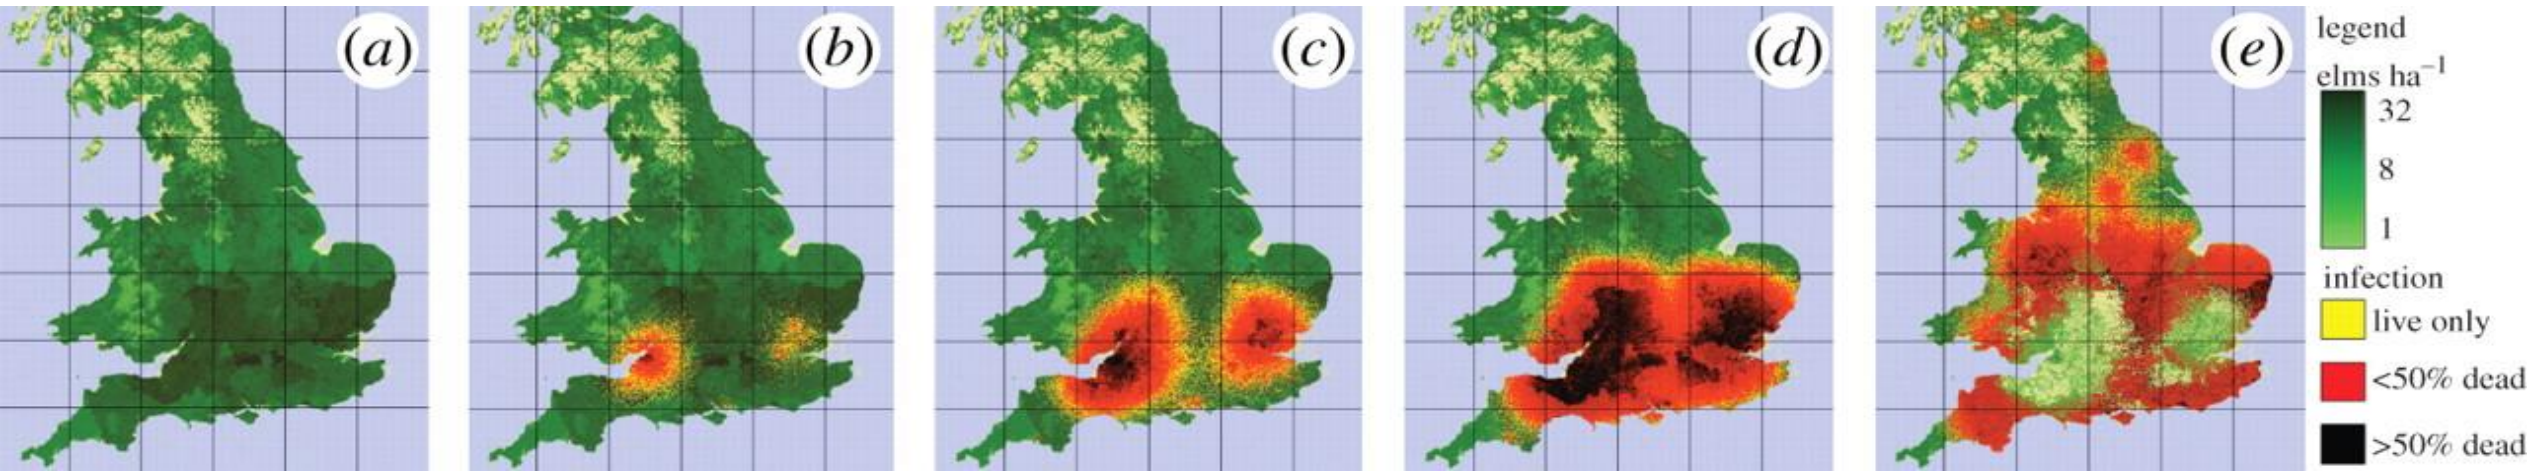 (a)
(b)
(c)
(d)
(e)
legend
elms ha⁻¹
32
8
1
infection
live only
<50% dead
>50% dead